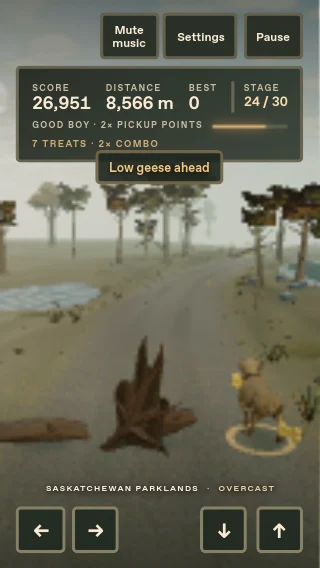 Mute music
Settings
Pause
SCORE DISTANCE BEST STAGE
26,951 8,566 m 0 24 / 30
GOOD BOY · 2× PICKUP POINTS
7 TREATS · 2× COMBO
Low geese ahead
SASKATCHEWAN PARKLANDS · OVERCAST
← → ↓ ↑